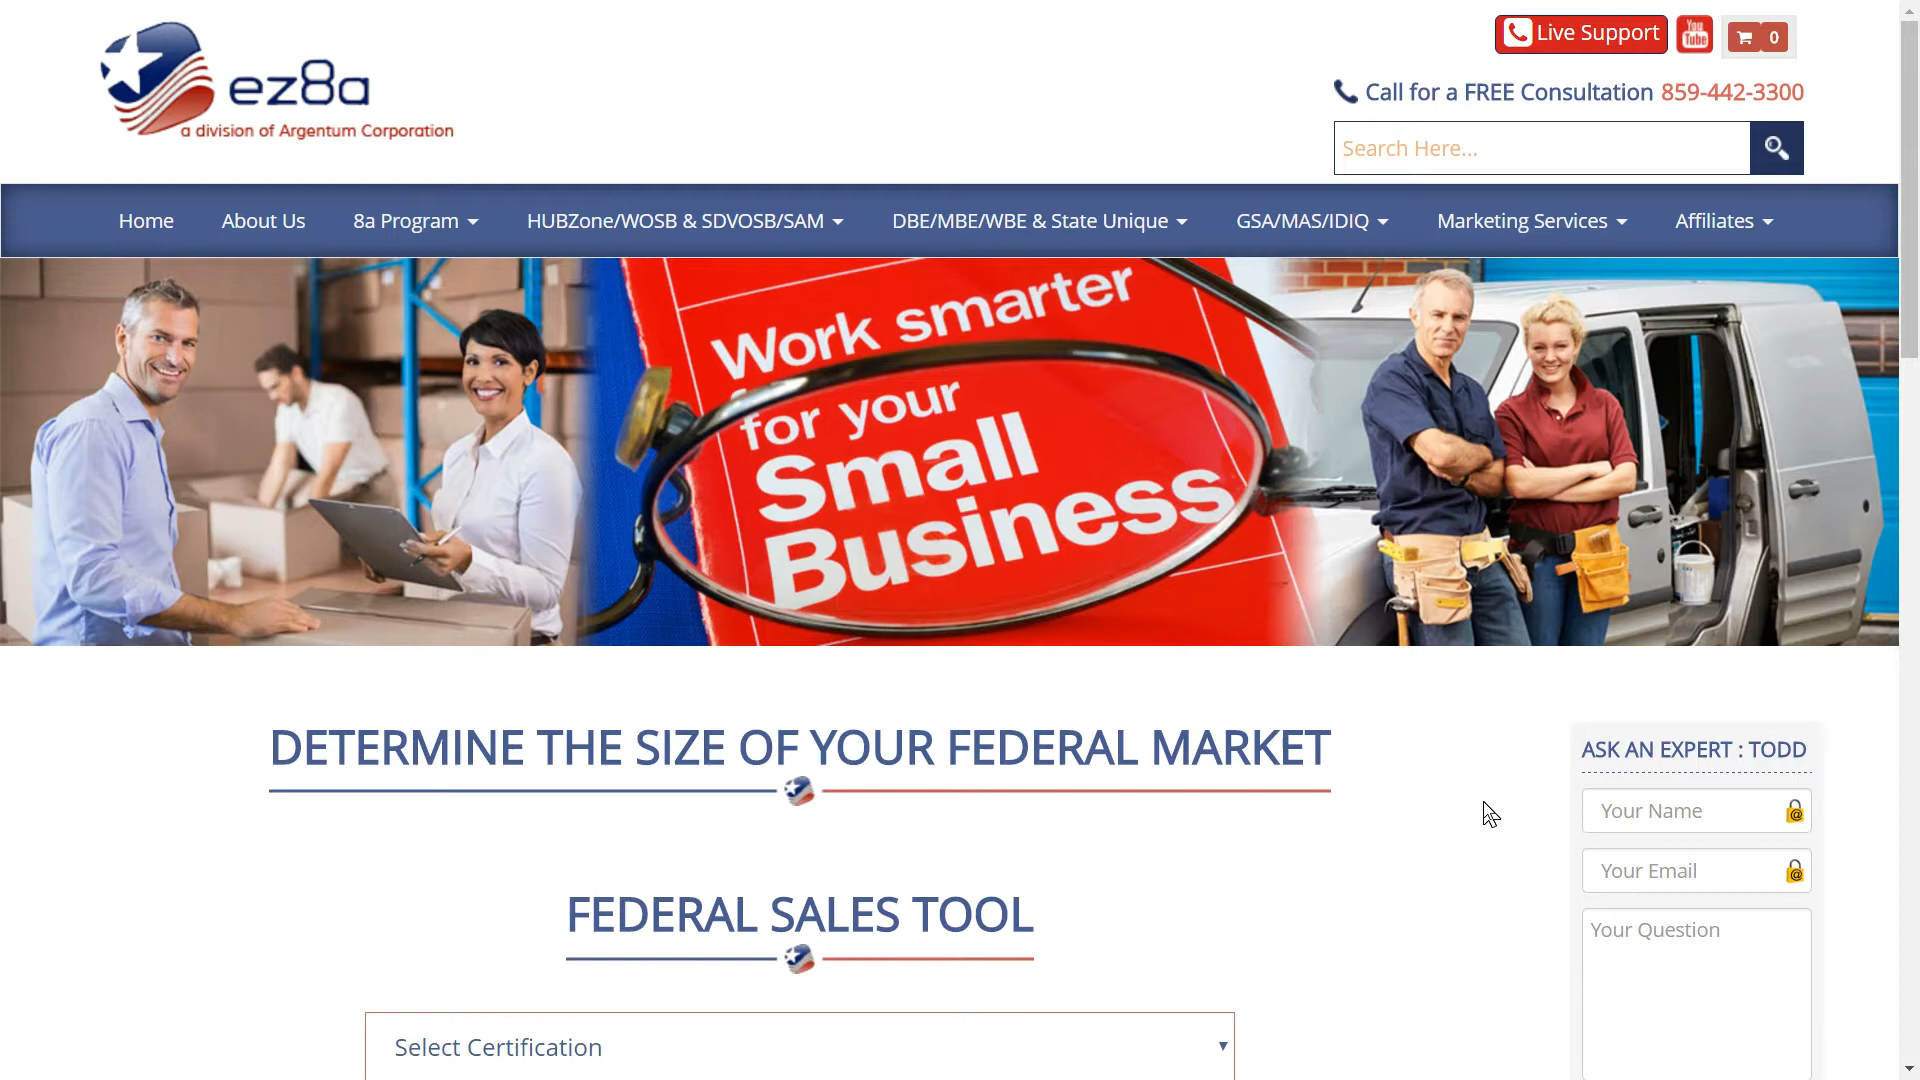 ez8a
a division of Argentum Corporation
Live Support
You
Tube
0
Call for a FREE Consultation 859-442-3300
Search Here...
Home
About Us
8a Program
HUBZone/WOSB & SDVOSB/SAM
DBE/MBE/WBE & State Unique
GSA/MAS/IDIQ
Marketing Services
Affiliates
Work smarter
for your
Small
Business
DETERMINE THE SIZE OF YOUR FEDERAL MARKET
FEDERAL SALES TOOL
Select Certification
ASK AN EXPERT : TODD
Your Name
Your Email
Your Question